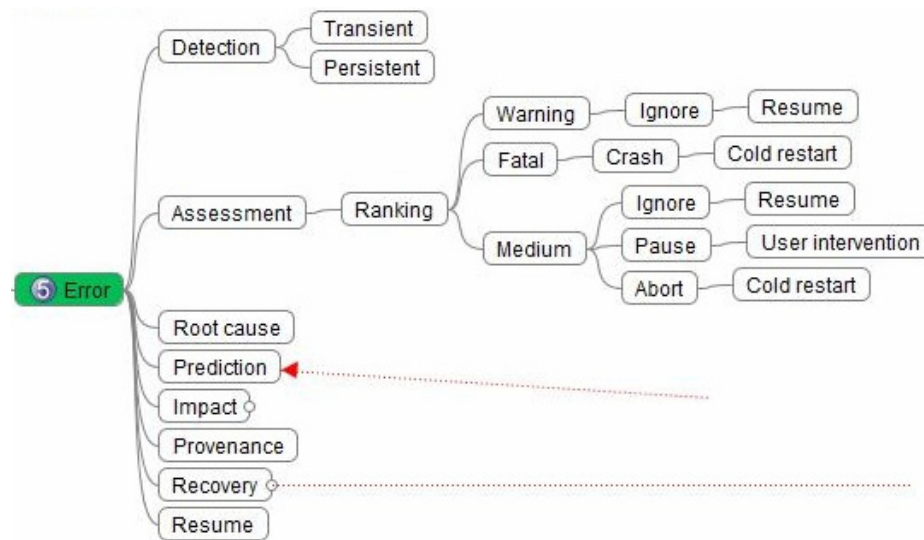 Transient
Detection
Persistent
Warning
Ignore
Resume
Fatal
Crash
Cold restart
Assessment
Ranking
Ignore
Resume
Medium
Pause
User intervention
Abort
Cold restart
5 Error
Root cause
Prediction
Impact
Provenance
Recovery
Resume